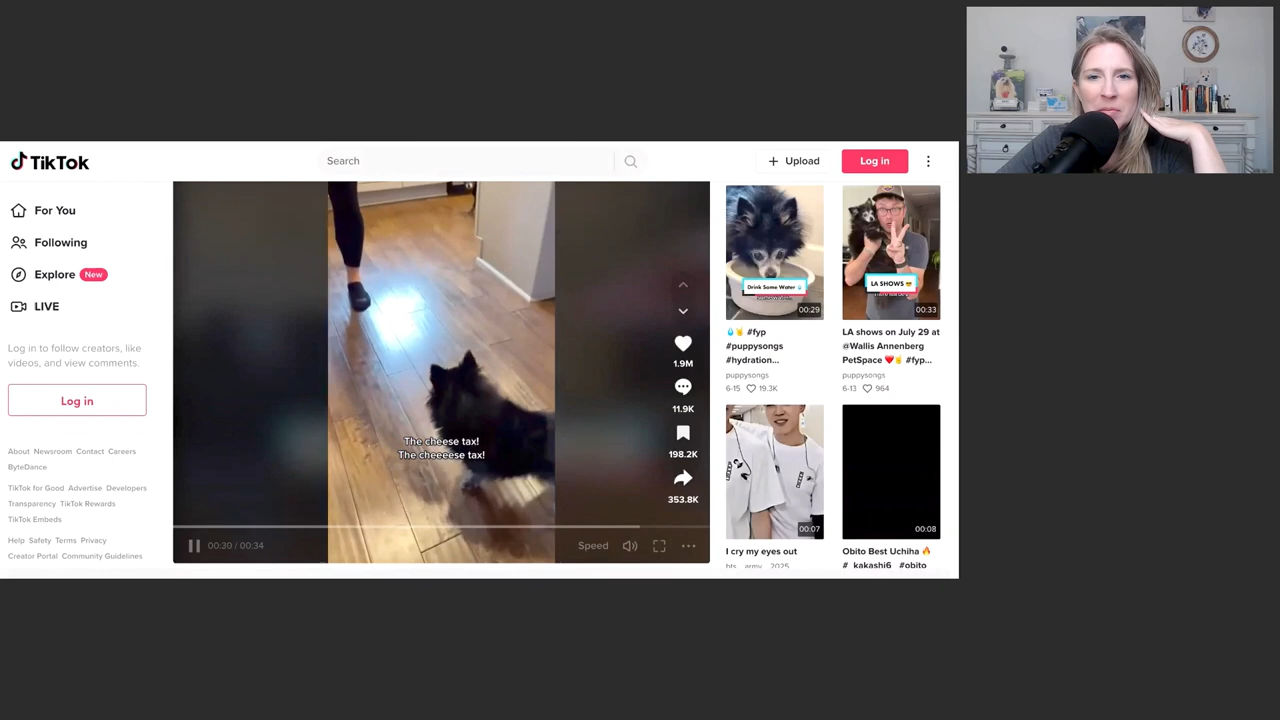 TikTok
Search
Upload
Log in
For You
Following
Explore New
LIVE
Log in to follow creators, like
videos, and view comments.
Log in
About Newsroom Contact Careers
ByteDance
TikTok for Good Advertise Developers
Transparency TikTok Rewards
TikTok Embeds
Help Safety Terms Privacy
Creator Portal Community Guidelines
The cheese tax!
The cheeeese tax!
1.9M
11.9K
198.2K
353.8K
00:30 / 00:34
Speed
Drink Some Water
00:29
💧🤘 #fyp
#puppysongs
#hydration...
puppysongs
6-15 19.3K
LA SHOWS 😎
00:33
LA shows on July 29 at
@Wallis Annenberg
PetSpace ❤️🤘 #fyp...
puppysongs
6-13 964
00:07
I cry my eyes out
bts__army__2025
00:08
Obito Best Uchiha 🔥
#_kakashi6_ #obito